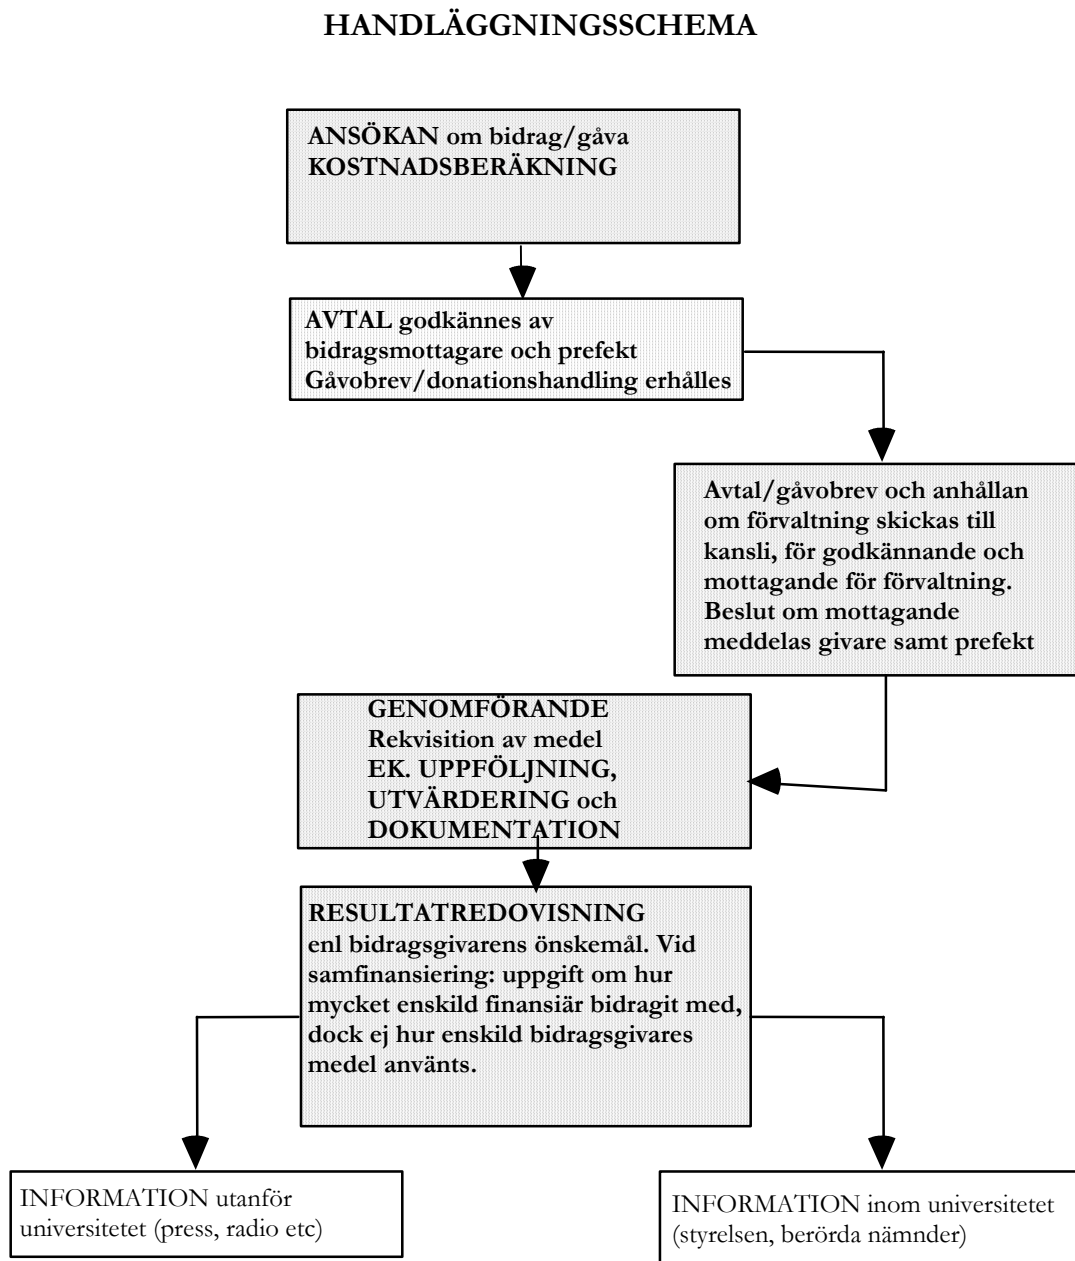 HANDLÄGGNINGSSCHEMA
ANSÖKAN om bidrag/gåva
KOSTNADSBERÄKNING
AVTAL godkännes av
bidragsmottagare och prefekt
Gåvobrev/donationshandling erhålles
Avtal/gåvobrev och anhållan
om förvaltning skickas till
kansli, för godkännande och
mottagande för förvaltning.
Beslut om mottagande
meddelas givare samt prefekt
GENOMFÖRANDE
Rekvisition av medel
EK. UPPFÖLJNING,
UTVÄRDERING och
DOKUMENTATION
RESULTATREDOVISNING
enl bidragsgivarens önskemål. Vid
samfinansiering: uppgift om hur
mycket enskild finansiär bidragit med,
dock ej hur enskild bidragsgivares
medel använts.
INFORMATION utanför
universitetet (press, radio etc)
INFORMATION inom universitetet
(styrelsen, berörda nämnder)